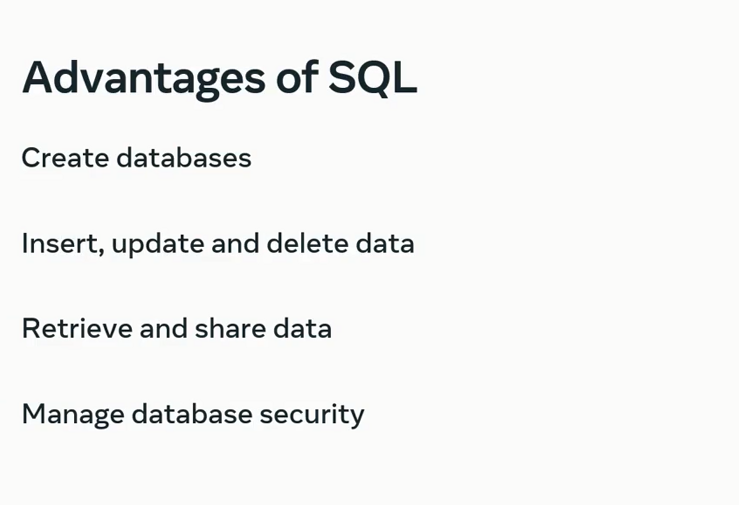 Advantages of SQL
Create databases
Insert, update and delete data
Retrieve and share data
Manage database security